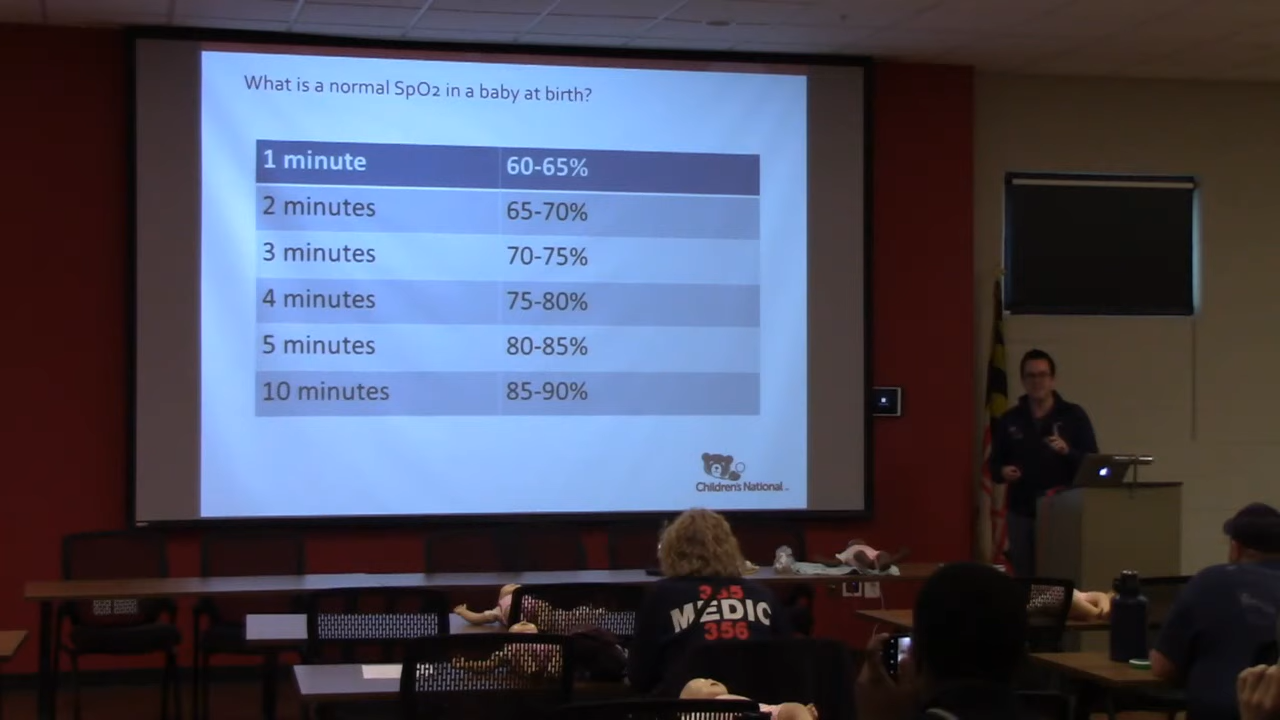 What is a normal SpO2 in a baby at birth?
1 minute 60-65%
2 minutes 65-70%
3 minutes 70-75%
4 minutes 75-80%
5 minutes 80-85%
10 minutes 85-90%
Children's National
335
MEDIC
356